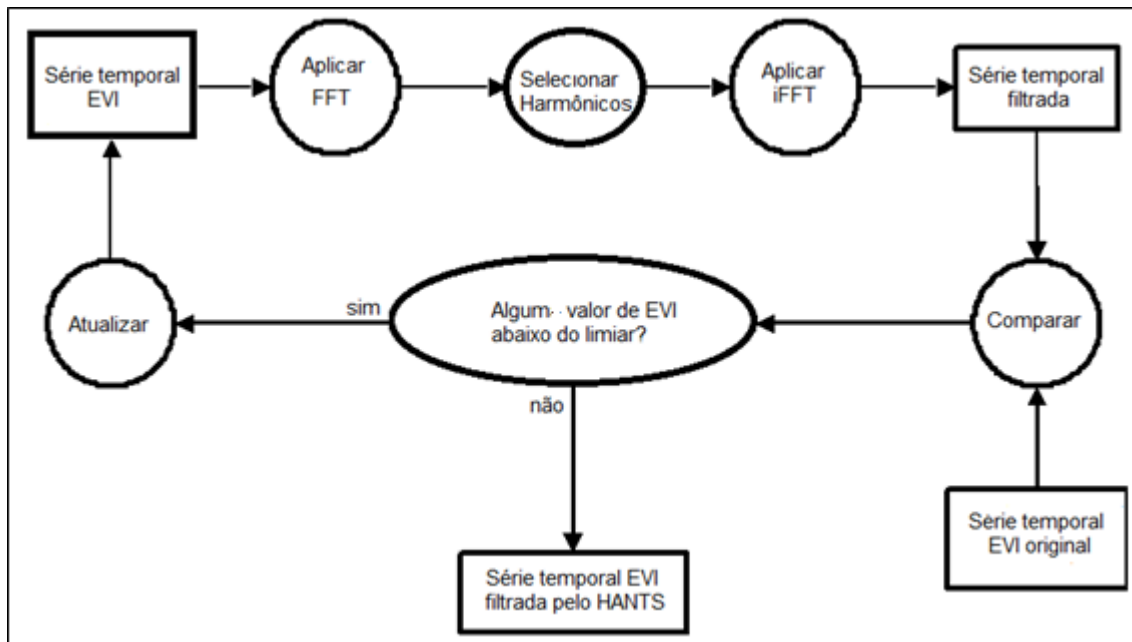 Série temporal
EVI
Aplicar
FFT
Selecionar
Harmônicos
Aplicar
iFFT
Série temporal
filtrada
Atualizar
sim
Algum valor de EVI
abaixo do limiar?
Comparar
não
Série temporal
EVI original
Série temporal EVI
filtrada pelo HANTS